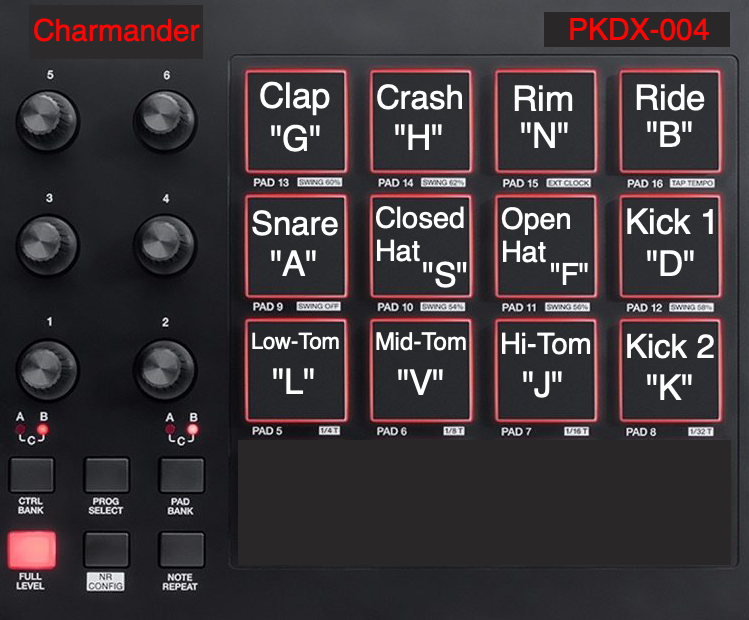 Charmander
PKDX-004
5 6
Clap
"G"
Crash
"H"
Rim
"N"
Ride
"B"
PAD 13 SWING 60%
PAD 14 SWING 62%
PAD 15 EXT CLOCK
PAD 16 TAP TEMPO
3 4
Snare
"A"
Closed
Hat "S"
Open
Hat "F"
Kick 1
"D"
PAD 9 SWING OFF
PAD 10 SWING 54%
PAD 11 SWING 56%
PAD 12 SWING 58%
1 2
Low-Tom
"L"
Mid-Tom
"V"
Hi-Tom
"J"
Kick 2
"K"
PAD 5 1/4 T
PAD 6 1/8 T
PAD 7 1/16 T
PAD 8 1/32 T
A B
C
A B
C
CTRL
BANK
PROG
SELECT
PAD
BANK
FULL
LEVEL
NR
CONFIG
NOTE
REPEAT